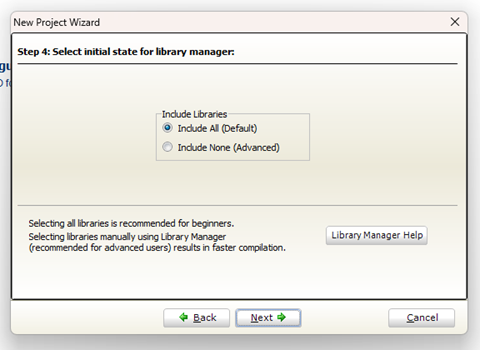 New Project Wizard
Step 4: Select initial state for library manager:
Include Libraries
Include All (Default)
Include None (Advanced)
Selecting all libraries is recommended for beginners.
Selecting libraries manually using Library Manager
(recommended for advanced users) results in faster compilation.
Library Manager Help
Back
Next
Cancel